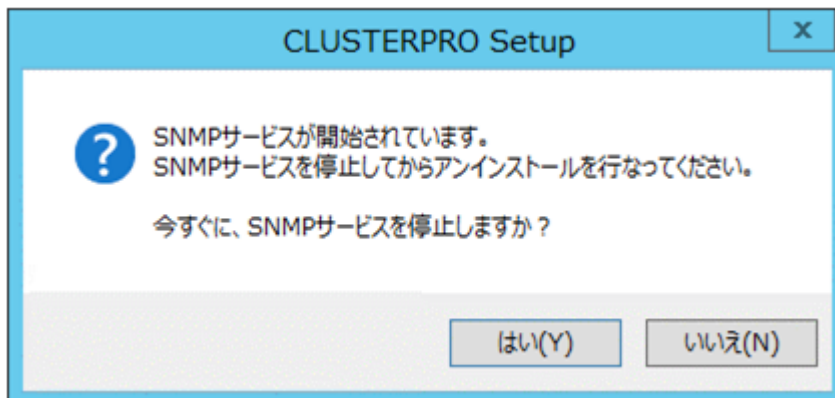 CLUSTERPRO Setup
x
?
SNMPサービスが開始されています。
SNMPサービスを停止してからアンインストールを行なってください。
今すぐに、SNMPサービスを停止しますか？
はい(Y)
いいえ(N)